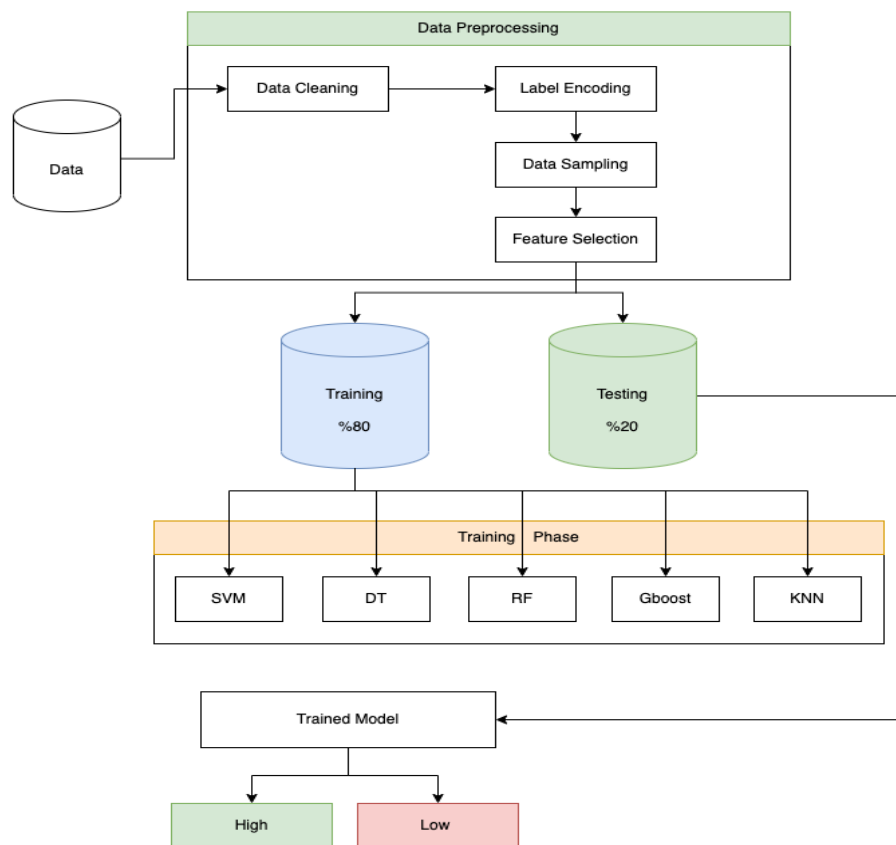 Data Preprocessing
Data Cleaning
Label Encoding
Data
Data Sampling
Feature Selection
Training
%80
Testing
%20
Training Phase
SVM
DT
RF
Gboost
KNN
Trained Model
High
Low